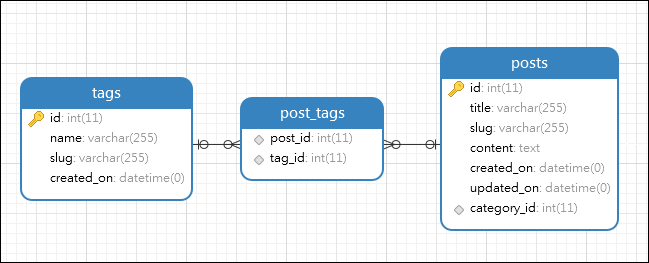 tags
id: int(11)
name: varchar(255)
slug: varchar(255)
created_on: datetime(0)
post_tags
post_id: int(11)
tag_id: int(11)
posts
id: int(11)
title: varchar(255)
slug: varchar(255)
content: text
created_on: datetime(0)
updated_on: datetime(0)
category_id: int(11)